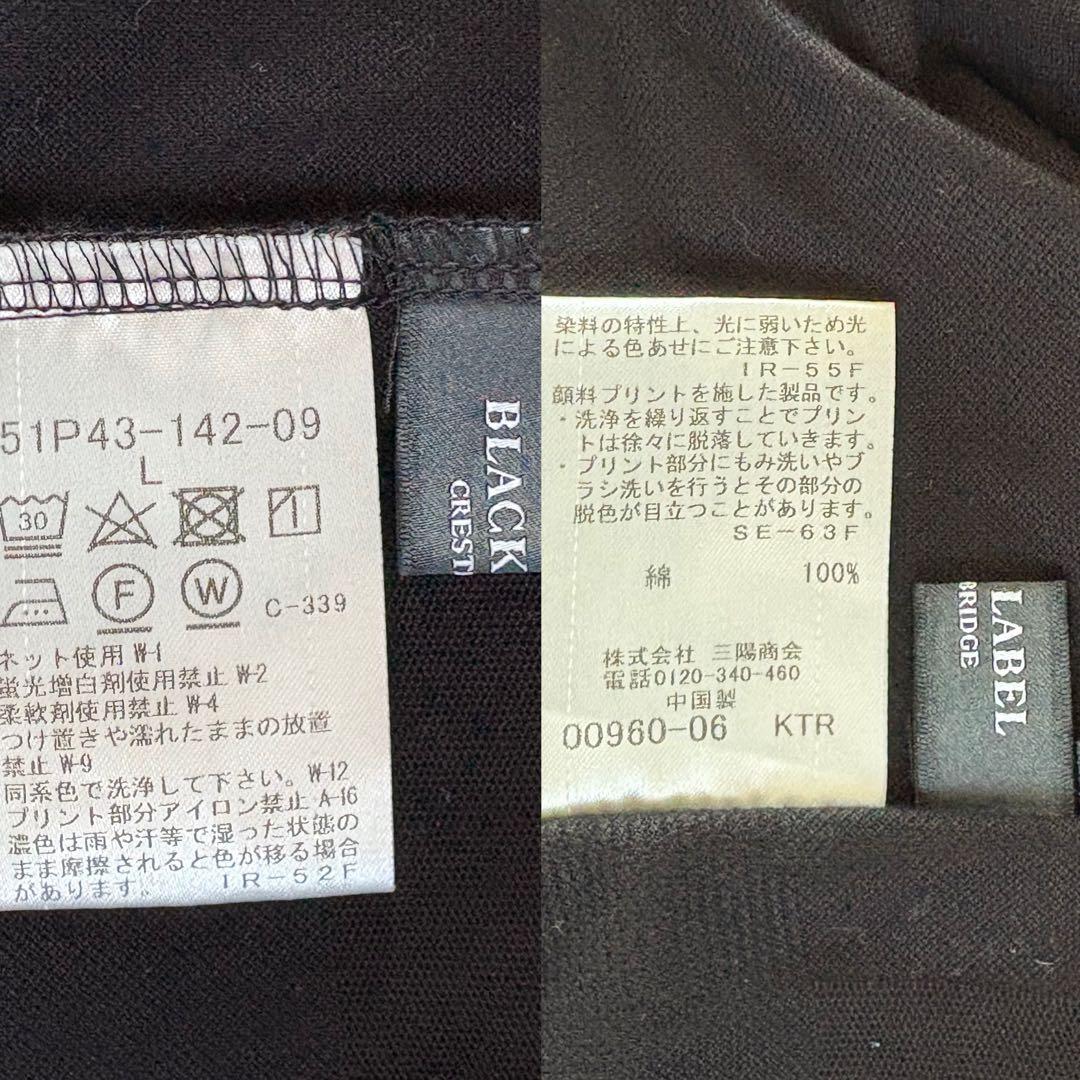 51P43-142-09
L
30
F
W
C-339
ネット使用 W-1
蛍光増白剤使用禁止 W-2
柔軟剤使用禁止 W-4
つけ置きや濡れたままの放置
禁止 W-9
同系色で洗浄して下さい。W-12
プリント部分アイロン禁止 A-16
濃色は雨や汗等で湿った状態の
まま摩擦されると色が移る場合
があります。 IR-52F
BLACK
CREST
染料の特性上、光に弱いため光
による色あせにご注意下さい。
IR-55F
顔料プリントを施した製品です。
・洗浄を繰り返すことでプリン
トは徐々に脱落していきます。
・プリント部分にもみ洗いやブ
ラシ洗いを行うとその部分の
脱色が目立つことがあります。
SE-63F
綿 100%
株式会社 三陽商会
電話0120-340-460
中国製
00960-06 KTR
LABEL
BRIDGE